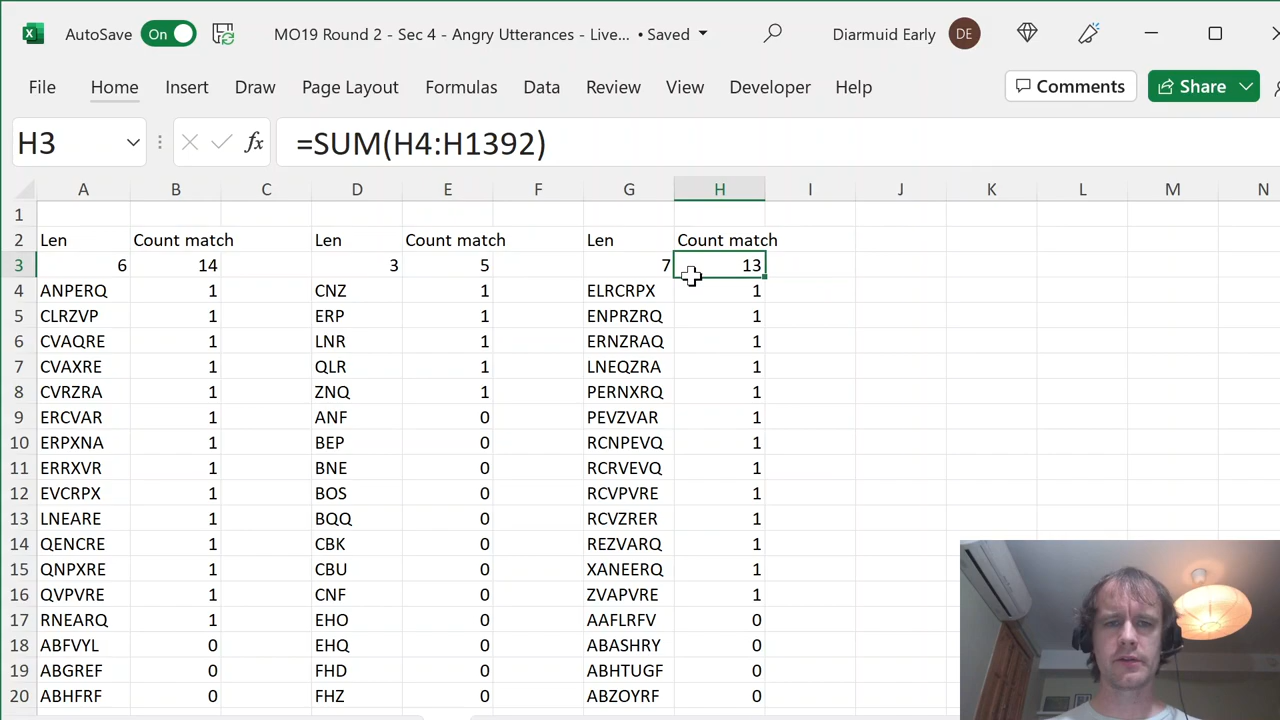 AutoSave On MO19 Round 2 - Sec 4 - Angry Utterances - Live... • Saved Diarmuid Early DE
File Home Insert Draw Page Layout Formulas Data Review View Developer Help Comments Share
H3 fx =SUM(H4:H1392)
A B C D E F G H I J K L M N
1
2 Len Count match Len Count match Len Count match
3 6 14 3 5 7 13
4 ANPERQ 1 CNZ 1 ELRCRPX 1
5 CLRZVP 1 ERP 1 ENPRZRQ 1
6 CVAQRE 1 LNR 1 ERNZRAQ 1
7 CVAXRE 1 QLR 1 LNEQZRA 1
8 CVRZRA 1 ZNQ 1 PERNXRQ 1
9 ERCVAR 1 ANF 0 PEVZVAR 1
10 ERPXNA 1 BEP 0 RCNPEVQ 1
11 ERRXVR 1 BNE 0 RCRVEVQ 1
12 EVCRPX 1 BOS 0 RCVPVRE 1
13 LNEARE 1 BQQ 0 RCVZRER 1
14 QENCRE 1 CBK 0 REZVARQ 1
15 QNPXRE 1 CBU 0 XANEERQ 1
16 QVPVRE 1 CNF 0 ZVAPVRE 1
17 RNEARQ 1 EHO 0 AAFLRFV 0
18 ABFVYL 0 EHQ 0 ABASHRY 0
19 ABGREF 0 FHD 0 ABHTUGF 0
20 ABHFRF 0 FHZ 0 ABZOYRF 0